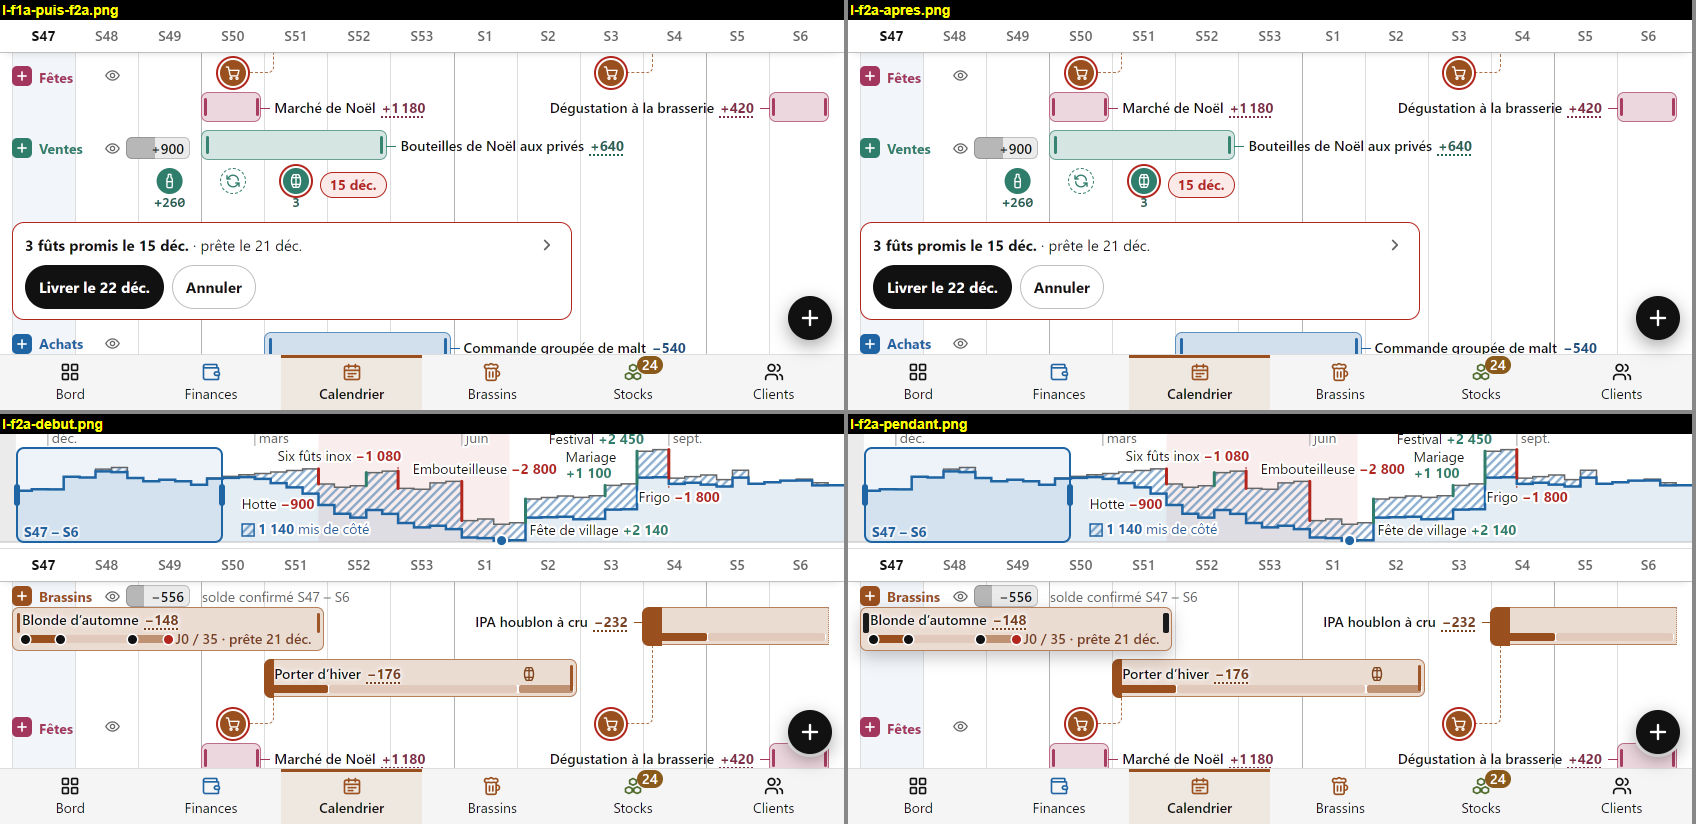 l-f1a-puis-f2a.png
S47 S48 S49 S50 S51 S52 S53 S1 S2 S3 S4 S5 S6
Fêtes
Marché de Noël +1 180
Dégustation à la brasserie +420
Ventes
+900
Bouteilles de Noël aux privés +640
+260
3
15 déc.
3 fûts promis le 15 déc. · prête le 21 déc.
Livrer le 22 déc.
Annuler
Achats
Commande groupée de malt −540
24
Bord Finances Calendrier Brassins Stocks Clients
l-f2a-apres.png
S47 S48 S49 S50 S51 S52 S53 S1 S2 S3 S4 S5 S6
Fêtes
Marché de Noël +1 180
Dégustation à la brasserie +420
Ventes
+900
Bouteilles de Noël aux privés +640
+260
3
15 déc.
3 fûts promis le 15 déc. · prête le 21 déc.
Livrer le 22 déc.
Annuler
Achats
Commande groupée de malt −540
24
Bord Finances Calendrier Brassins Stocks Clients
l-f2a-debut.png
déc. mars juin sept.
Festival +2 450
Six fûts inox −1 080
Mariage
+1 100
Embouteilleuse −2 800
Hotte −900
Frigo −1 800
1 140 mis de côté
Fête de village +2 140
S47 – S6
S47 S48 S49 S50 S51 S52 S53 S1 S2 S3 S4 S5 S6
Brassins
−556
solde confirmé S47 – S6
Blonde d’automne −148
J0 / 35 · prête 21 déc.
IPA houblon à cru −232
Porter d’hiver −176
Fêtes
Marché de Noël +1 180
Dégustation à la brasserie +420
24
Bord Finances Calendrier Brassins Stocks Clients
l-f2a-pendant.png
déc. mars juin sept.
Festival +2 450
Six fûts inox −1 080
Mariage
+1 100
Embouteilleuse −2 800
Hotte −900
Frigo −1 800
1 140 mis de côté
Fête de village +2 140
S47 – S6
S47 S48 S49 S50 S51 S52 S53 S1 S2 S3 S4 S5 S6
Brassins
−556
solde confirmé S47 – S6
Blonde d’automne −148
J0 / 35 · prête 21 déc.
IPA houblon à cru −232
Porter d’hiver −176
Fêtes
Marché de Noël +1 180
Dégustation à la brasserie +420
24
Bord Finances Calendrier Brassins Stocks Clients